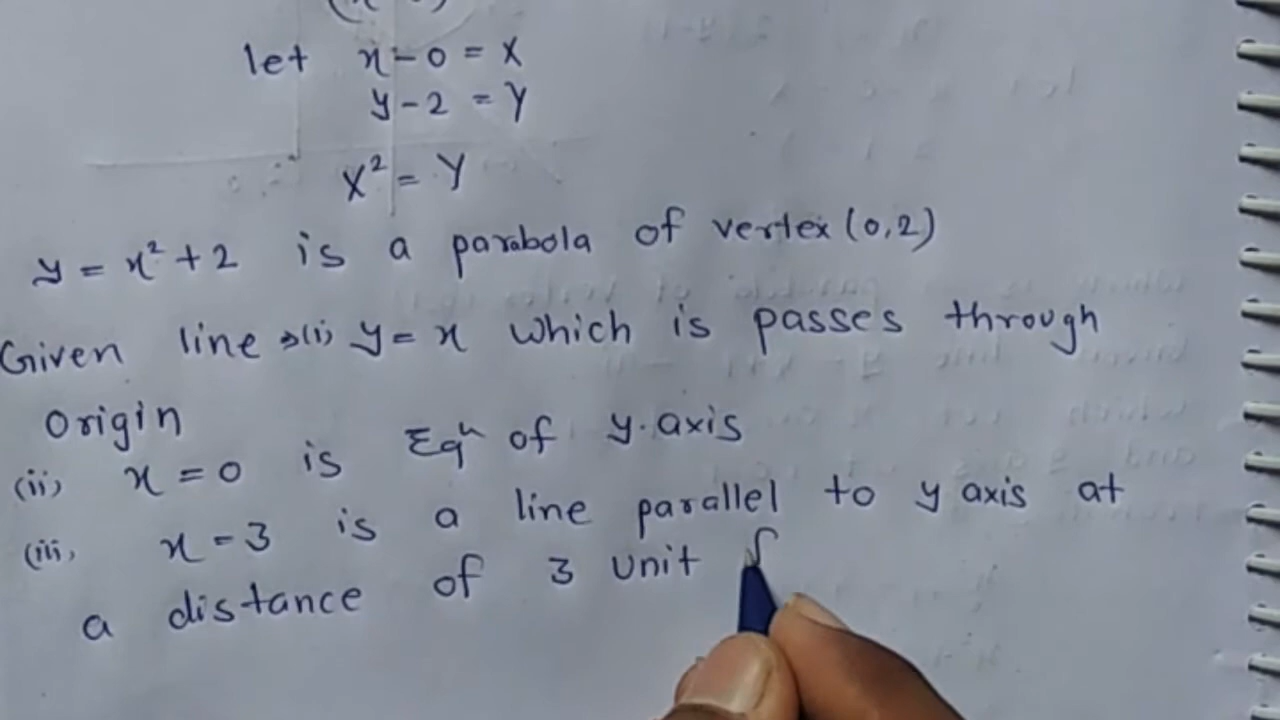 let x-0 = X
y-2 = Y
X² = Y
y = x²+2 is a parabola of vertex (0,2)
Given line →(i) y = x which is passes through
origin
(ii) x = 0 is Eqⁿ of y.axis
(iii) x = 3 is a line parallel to y axis at
a distance of 3 unit f